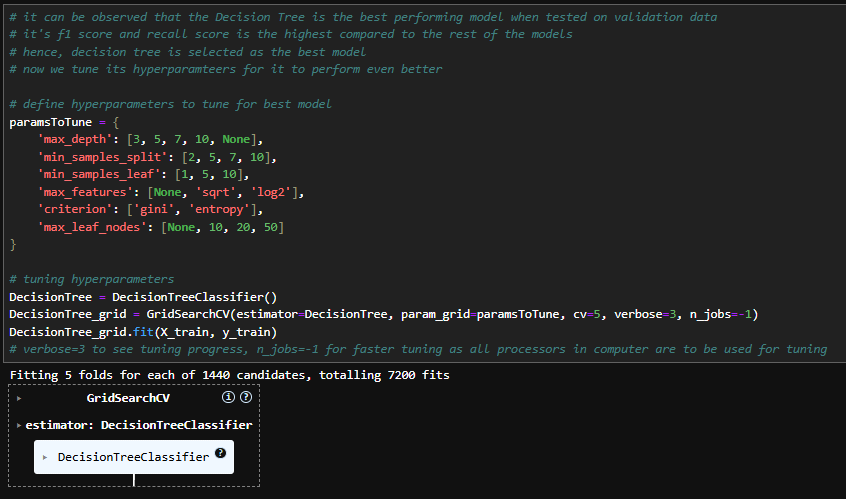 # it can be observed that the Decision Tree is the best performing model when tested on validation data
# it's f1 score and recall score is the highest compared to the rest of the models
# hence, decision tree is selected as the best model
# now we tune its hyperparamteers for it to perform even better

# define hyperparameters to tune for best model
paramsToTune = {
    'max_depth': [3, 5, 7, 10, None],
    'min_samples_split': [2, 5, 7, 10],
    'min_samples_leaf': [1, 5, 10],
    'max_features': [None, 'sqrt', 'log2'],
    'criterion': ['gini', 'entropy'],
    'max_leaf_nodes': [None, 10, 20, 50]
}

# tuning hyperparameters
DecisionTree = DecisionTreeClassifier()
DecisionTree_grid = GridSearchCV(estimator=DecisionTree, param_grid=paramsToTune, cv=5, verbose=3, n_jobs=-1)
DecisionTree_grid.fit(X_train, y_train)
# verbose=3 to see tuning progress, n_jobs=-1 for faster tuning as all processors in computer are to be used for tuning
Fitting 5 folds for each of 1440 candidates, totalling 7200 fits
GridSearchCV i ?
estimator: DecisionTreeClassifier
DecisionTreeClassifier ?